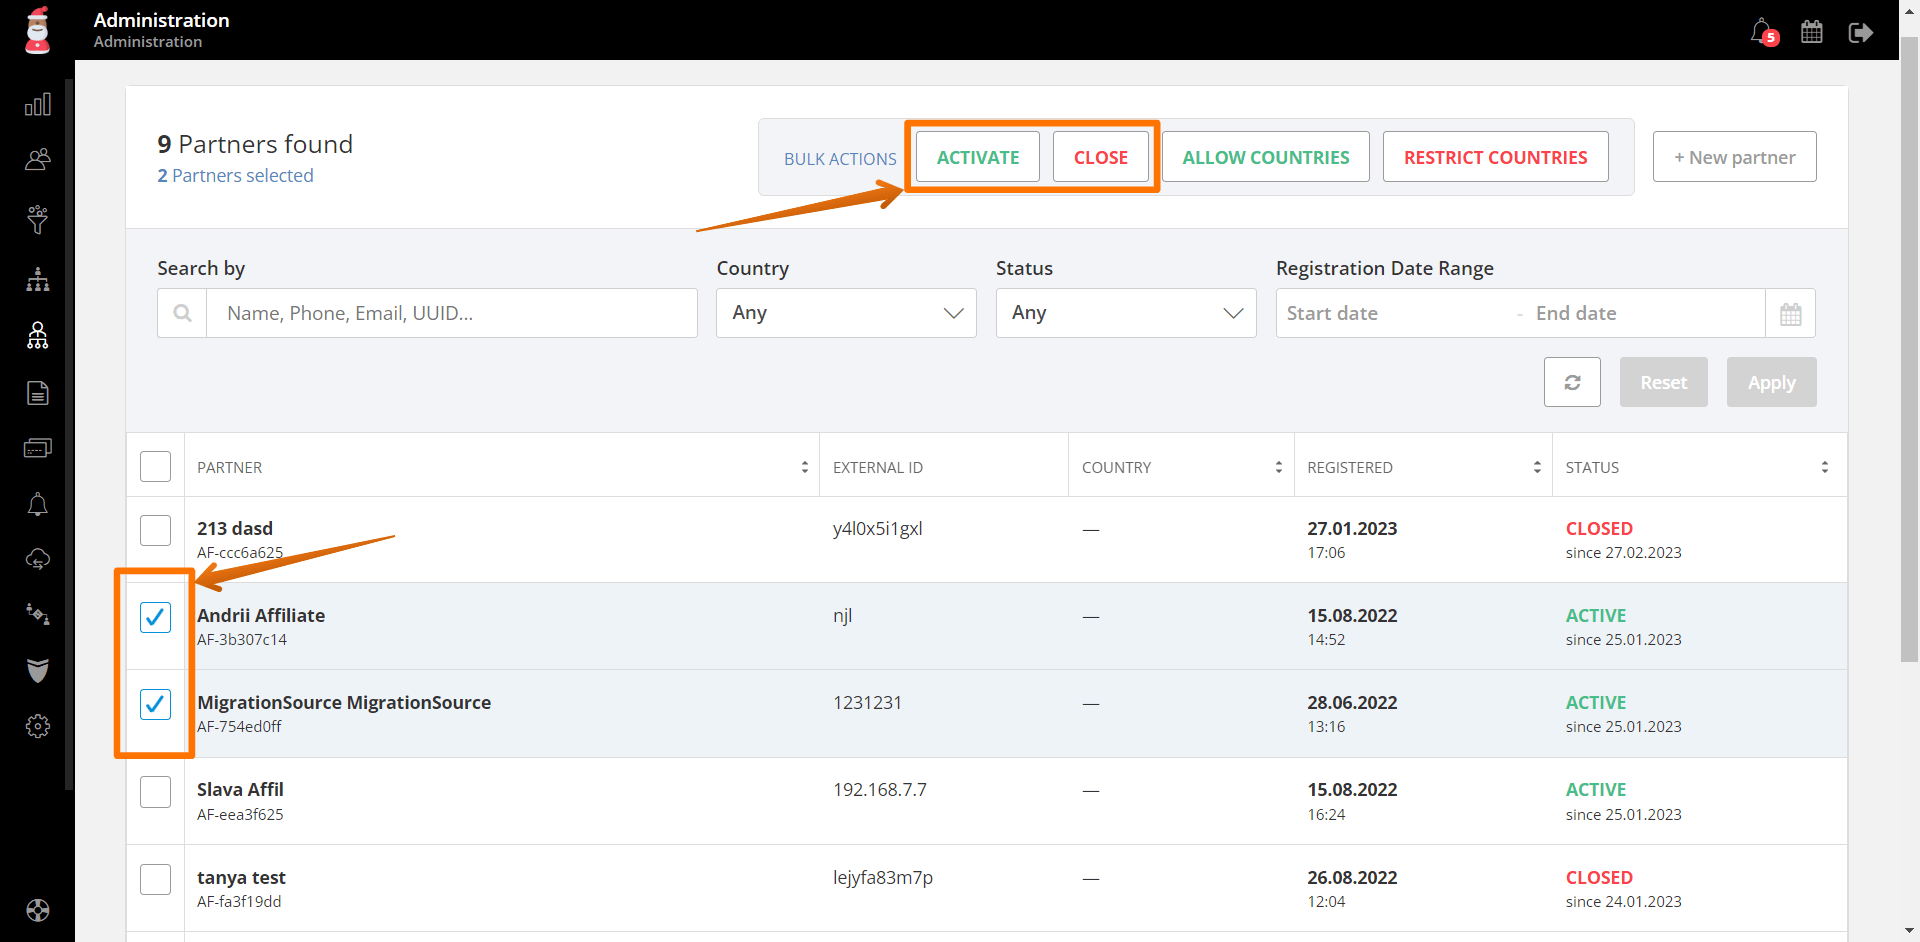 Administration
Administration
5
9 Partners found
2 Partners selected
BULK ACTIONS
ACTIVATE
CLOSE
ALLOW COUNTRIES
RESTRICT COUNTRIES
+ New partner
Search by
Country
Status
Registration Date Range
Name, Phone, Email, UUID...
Any
Any
Start date - End date
Reset
Apply
PARTNER
EXTERNAL ID
COUNTRY
REGISTERED
STATUS
213 dasd
AF-ccc6a625
y4l0x5i1gxl
—
27.01.2023
17:06
CLOSED
since 27.02.2023
Andrii Affiliate
AF-3b307c14
njl
—
15.08.2022
14:52
ACTIVE
since 25.01.2023
MigrationSource MigrationSource
AF-754ed0ff
1231231
—
28.06.2022
13:16
ACTIVE
since 25.01.2023
Slava Affil
AF-eea3f625
192.168.7.7
—
15.08.2022
16:24
ACTIVE
since 25.01.2023
tanya test
AF-fa3f19dd
lejyfa83m7p
—
26.08.2022
12:04
CLOSED
since 24.01.2023